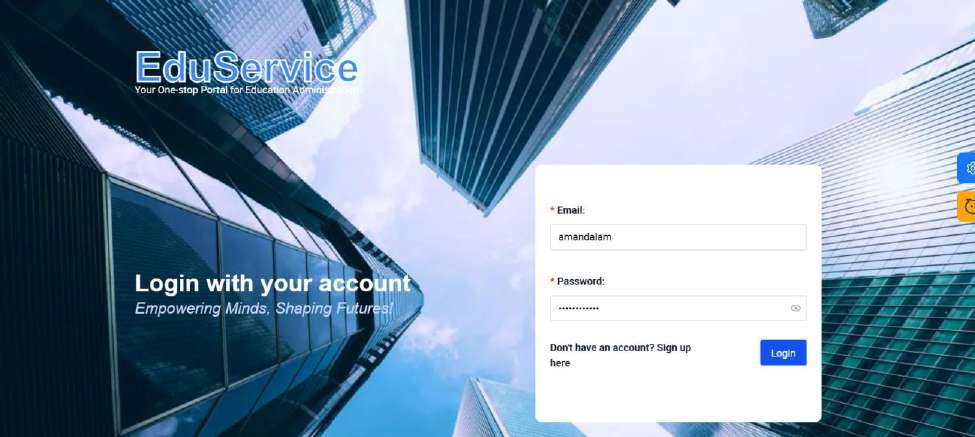 EduService
Your One-stop Portal for Education Administration!
* Email:
amandalam
Login with your account
Empowering Minds, Shaping Futures!
* Password:
••••••••••••
Don't have an account? Sign up
here
Login